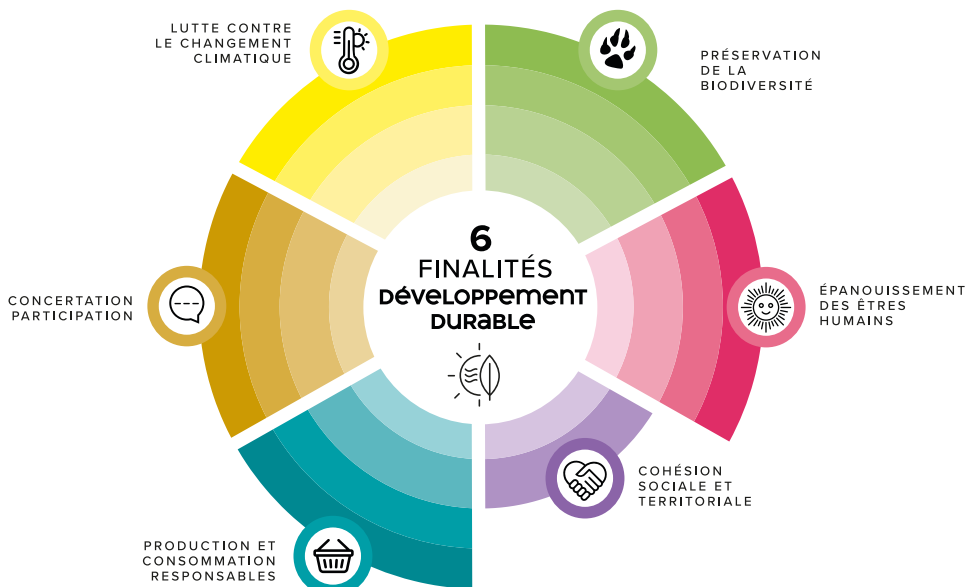 LUTTE CONTRE
LE CHANGEMENT
CLIMATIQUE
PRÉSERVATION
DE LA
BIODIVERSITÉ
6
FINALITÉS
DÉVELOPPEMENT
DURABLE
CONCERTATION
PARTICIPATION
ÉPANOUISSEMENT
DES ÊTRES
HUMAINS
COHÉSION
SOCIALE ET
TERRITORIALE
PRODUCTION ET
CONSOMMATION
RESPONSABLES